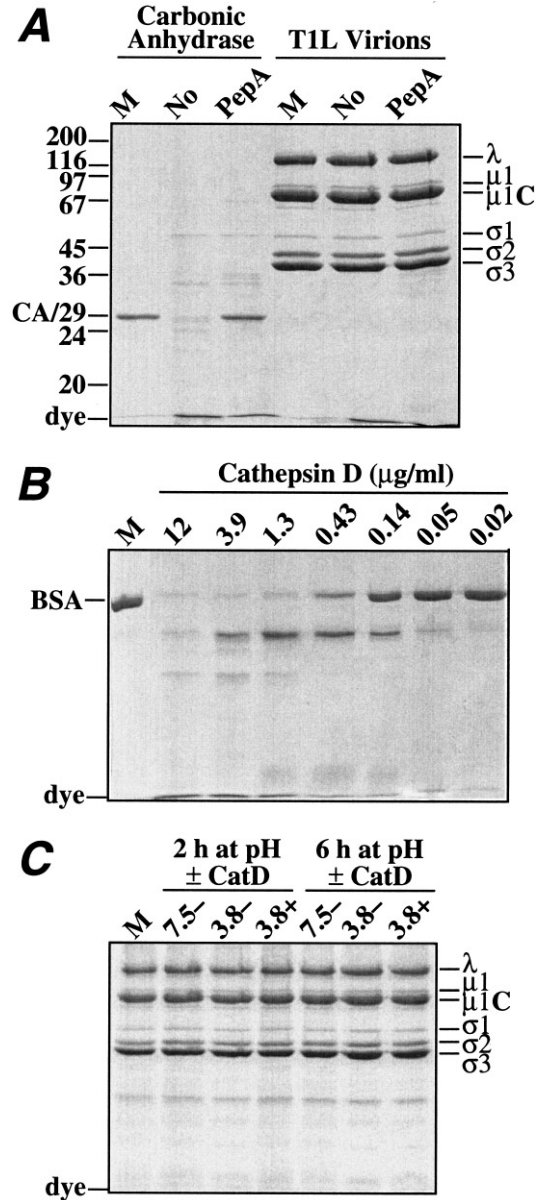 A
Carbonic Anhydrase
T1L Virions
M No PepA M No PepA
200
116
97
67
45
36
CA/29
24
20
dye
λ
μ1
μ1C
σ1
σ2
σ3
B
Cathepsin D (μg/ml)
M 12 3.9 1.3 0.43 0.14 0.05 0.02
BSA
dye
C
2 h at pH ± CatD
6 h at pH ± CatD
M 7.5– 3.8– 3.8+ 7.5– 3.8– 3.8+
λ
μ1
μ1C
σ1
σ2
σ3
dye